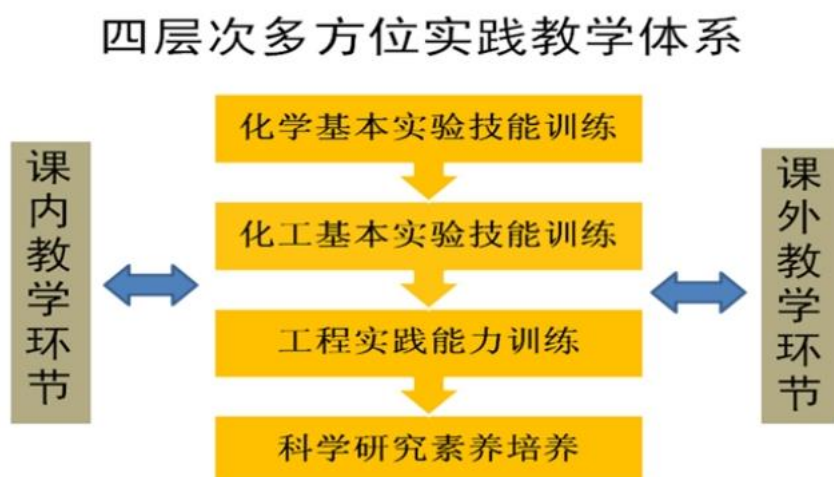 四层次多方位实践教学体系
化学基本实验技能训练
课内教学环节
化工基本实验技能训练
课外教学环节
工程实践能力训练
科学研究素养培养